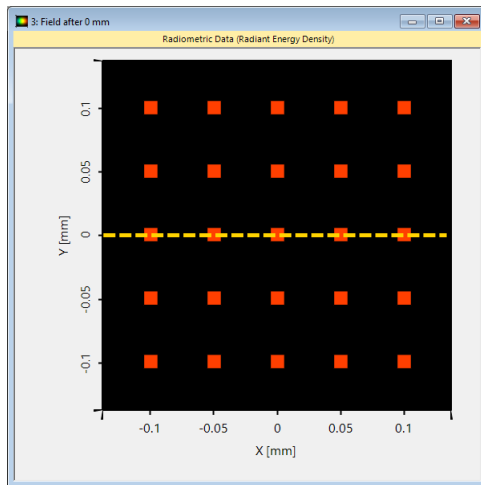 3: Field after 0 mm
Radiometric Data (Radiant Energy Density)
0.1
0.05
0
-0.05
-0.1
Y [mm]
-0.1 -0.05 0 0.05 0.1
X [mm]